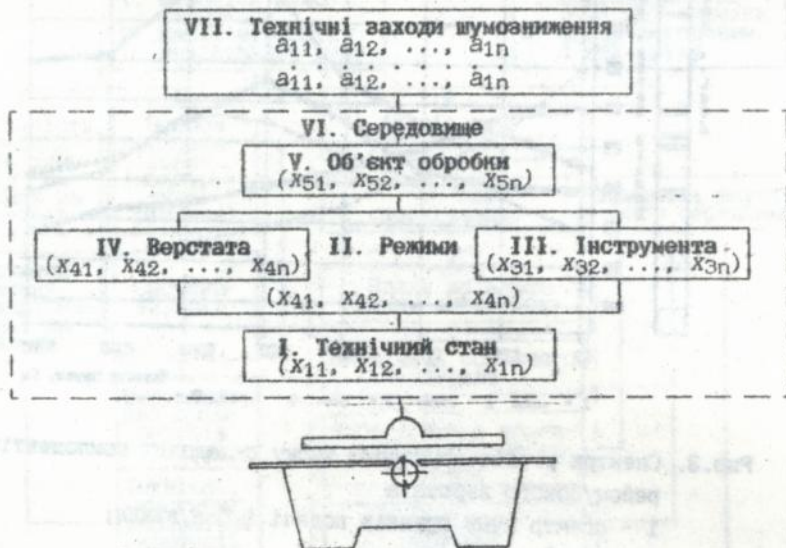 VII. Технічні заходи шумозниження
a11, a12, ..., a1n
a11, a12, ..., a1n
VI. Середовище
V. Об'єкт обробки
(X51, X52, ..., X5n)
IV. Верстата
(X41, X42, ..., X4n)
II. Режими
III. Інструмента
(X31, X32, ..., X3n)
(X41, X42, ..., X4n)
I. Технічний стан
(X11, X12, ..., X1n)